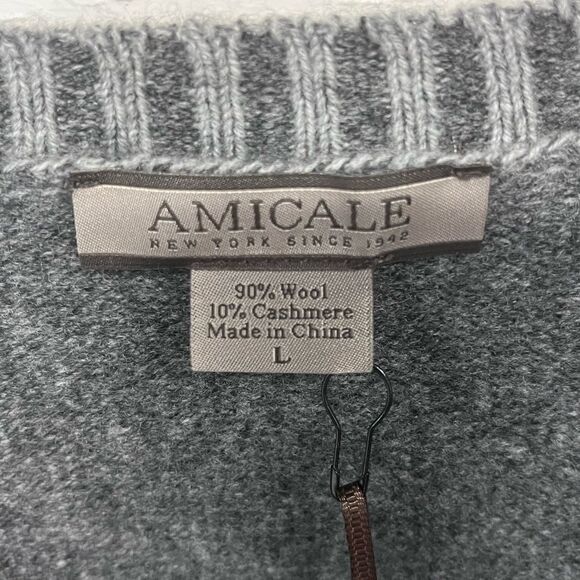 AMICALE
NEW YORK SINCE 1942
90% Wool
10% Cashmere
Made in China
L